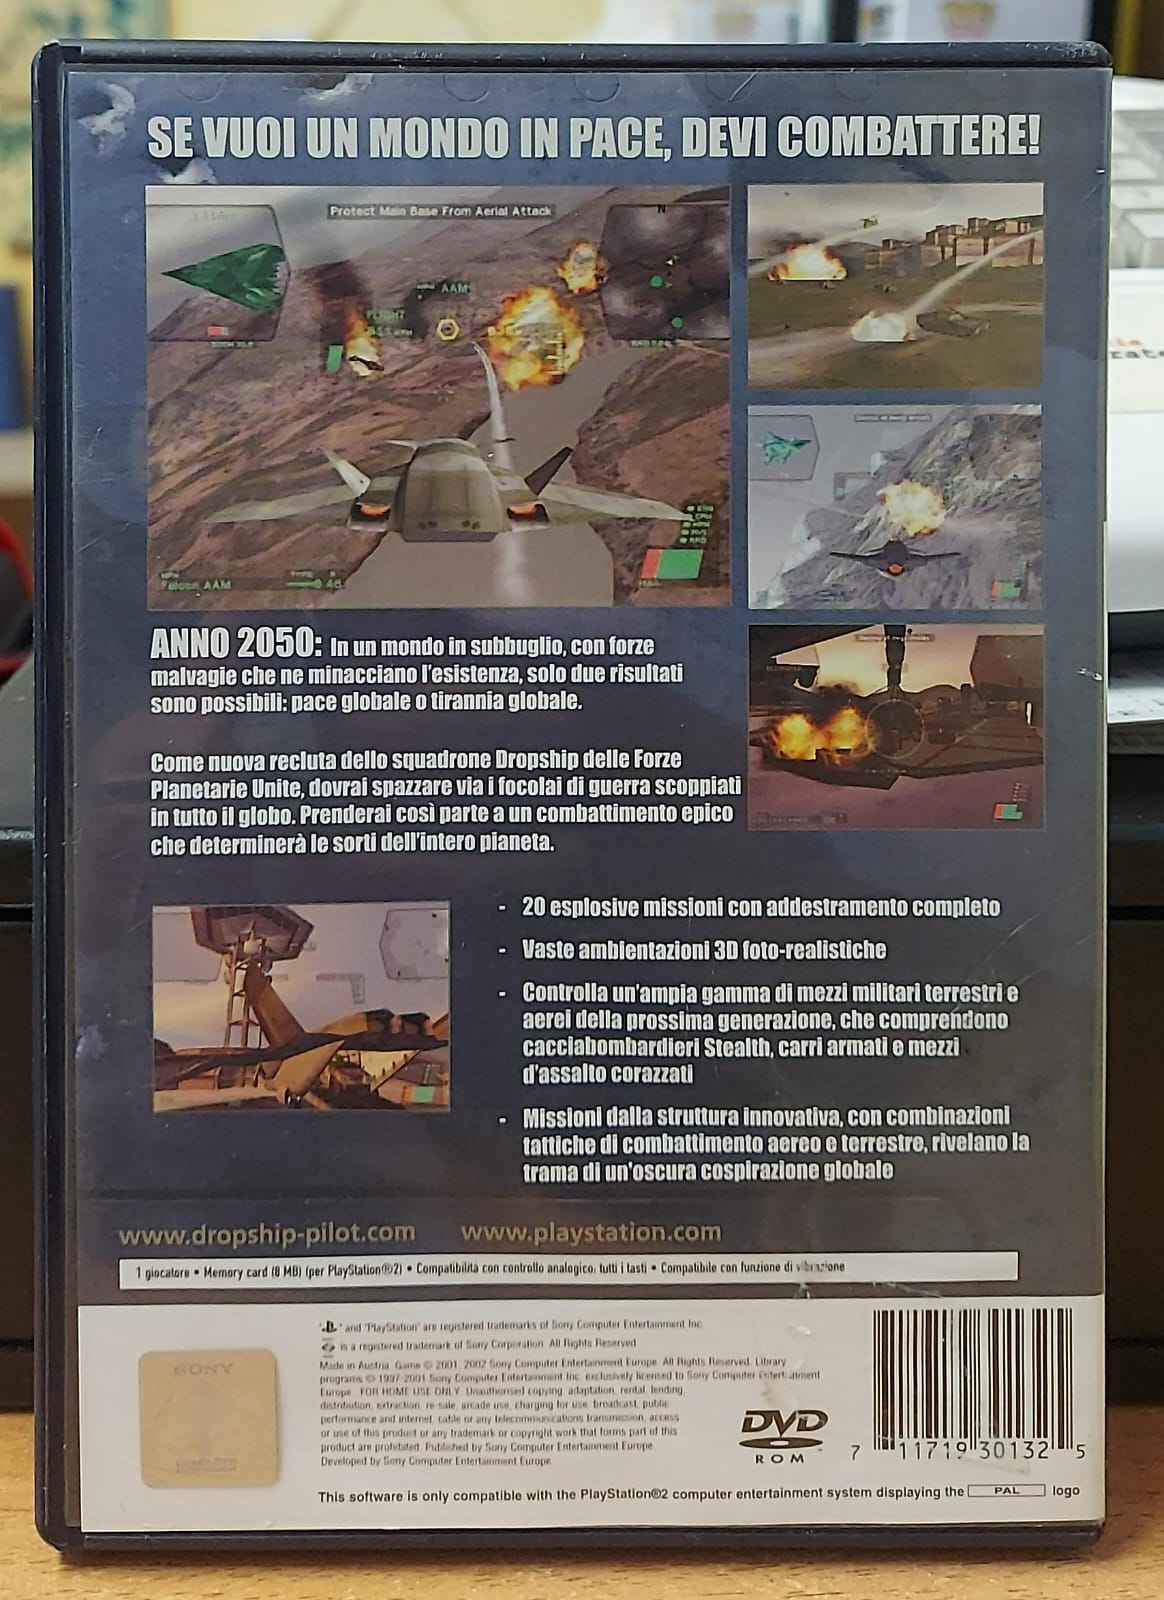 SE VUOI UN MONDO IN PACE, DEVI COMBATTERE!
Protect Main Base From Aerial Attack
N
AAM
FLIGHT
TYPE
Falcon AAM
ANNO 2050: In un mondo in subbuglio, con forze
malvagie che ne minacciano l'esistenza, solo due risultati
sono possibili: pace globale o tirannia globale.
Come nuova recluta dello squadrone Dropship delle Forze
Planetarie Unite, dovrai spazzare via i focolai di guerra scoppiati
in tutto il globo. Prenderai così parte a un combattimento epico
che determinerà le sorti dell'intero pianeta.
- 20 esplosive missioni con addestramento completo
- Vaste ambientazioni 3D foto-realistiche
- Controlla un'ampia gamma di mezzi militari terrestri e
aerei della prossima generazione, che comprendono
cacciabombardieri Stealth, carri armati e mezzi
d'assalto corazzati
- Missioni dalla struttura innovativa, con combinazioni
tattiche di combattimento aereo e terrestre, rivelano la
trama di un'oscura cospirazione globale
www.dropship-pilot.com www.playstation.com
1 giocatore • Memory card (8 MB) (per PlayStation®2) • Compatibilità con controllo analogico: tutti i tasti • Compatibile con funzione di vibrazione
" " and "PlayStation" are registered trademarks of Sony Computer Entertainment Inc.
is a registered trademark of Sony Corporation. All Rights Reserved.
Made in Austria. Game © 2001, 2002 Sony Computer Entertainment Europe. All Rights Reserved. Library
programs © 1997-2001 Sony Computer Entertainment Inc. exclusively licensed to Sony Computer Entertainment
Europe. FOR HOME USE ONLY. Unauthorised copying, adaptation, rental, lending,
distribution, extraction, re-sale, arcade use, charging for use, broadcast, public
performance and internet, cable or any telecommunications transmission, access
or use of this product or any trademark or copyright work that forms part of this
product are prohibited. Published by Sony Computer Entertainment Europe.
Developed by Sony Computer Entertainment Europe.
SONY
COMPUTER
DVD
ROM
7 11719 30132 5
This software is only compatible with the PlayStation®2 computer entertainment system displaying the PAL logo